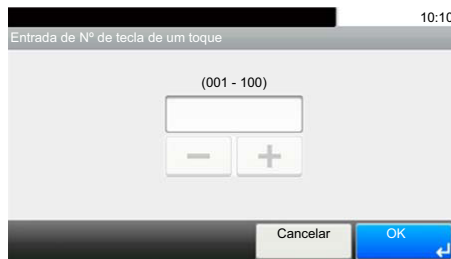 10:10
Entrada de Nº de tecla de um toque
(001 - 100)
Cancelar
OK